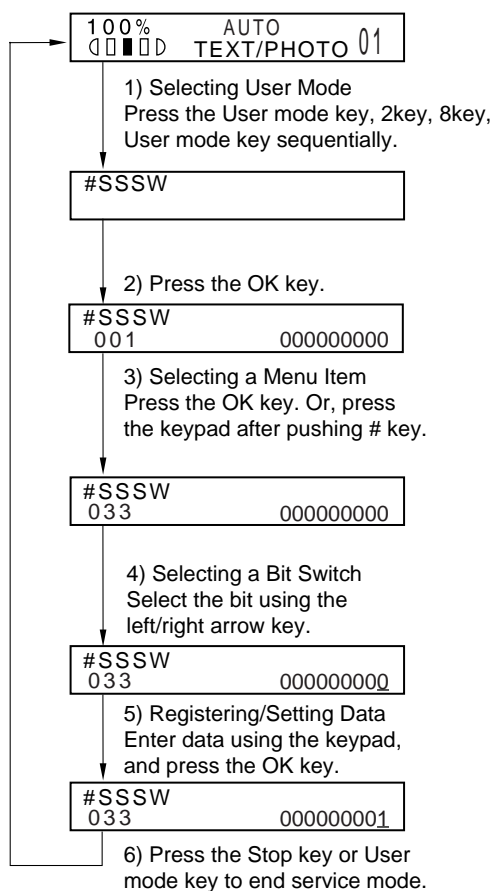 100% AUTO
TEXT/PHOTO 01
1) Selecting User Mode
Press the User mode key, 2key, 8key,
User mode key sequentially.
#SSSW
2) Press the OK key.
#SSSW
001 000000000
3) Selecting a Menu Item
Press the OK key. Or, press
the keypad after pushing # key.
#SSSW
033 000000000
4) Selecting a Bit Switch
Select the bit using the
left/right arrow key.
#SSSW
033 000000000
5) Registering/Setting Data
Enter data using the keypad,
and press the OK key.
#SSSW
033 000000001
6) Press the Stop key or User
mode key to end service mode.